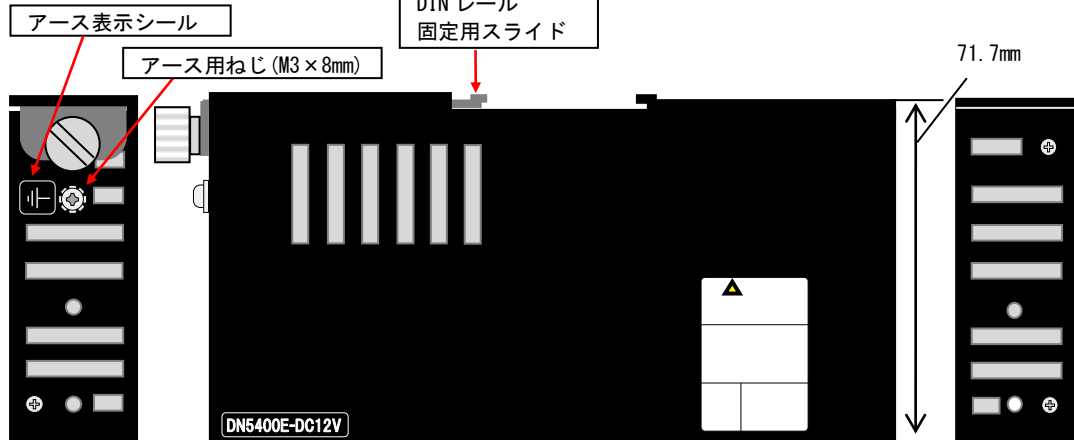 DIN レール
固定用スライド
アース表示シール
アース用ねじ(M3×8mm)
71.7mm
DN5400E-DC12V